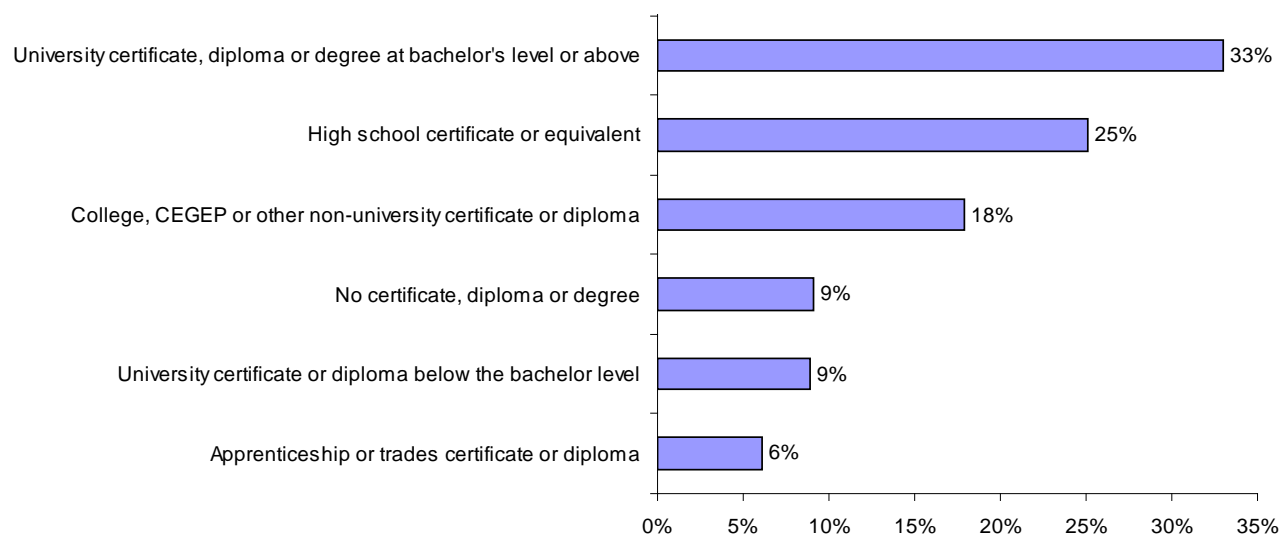 University certificate, diploma or degree at bachelor's level or above 33%
High school certificate or equivalent 25%
College, CEGEP or other non-university certificate or diploma 18%
No certificate, diploma or degree 9%
University certificate or diploma below the bachelor level 9%
Apprenticeship or trades certificate or diploma 6%
0% 5% 10% 15% 20% 25% 30% 35%